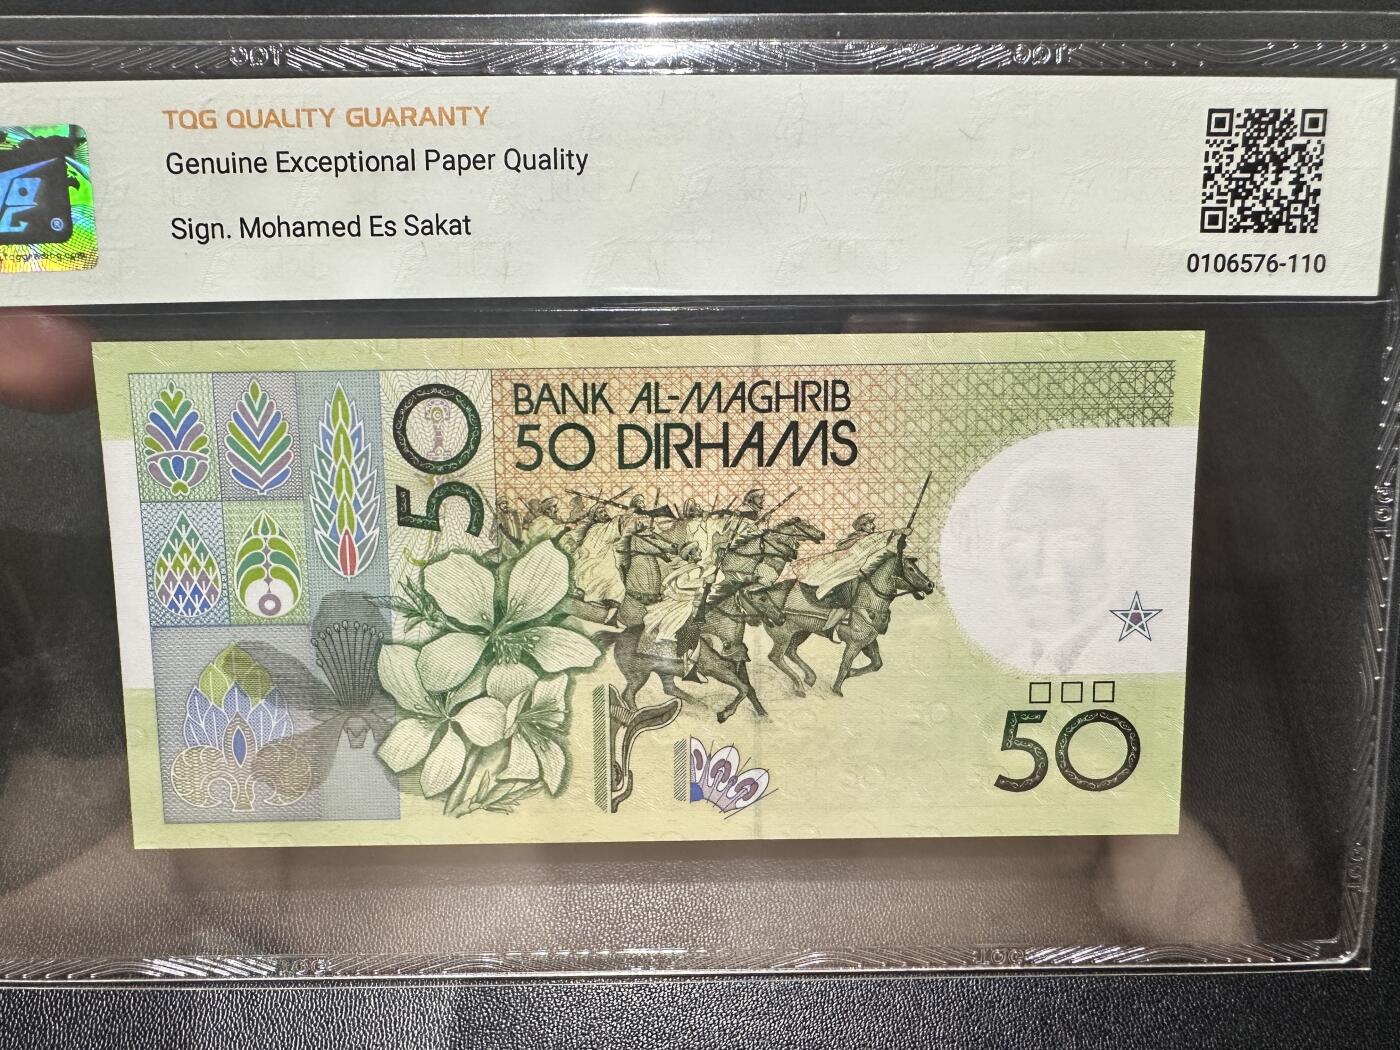 TQG QUALITY GUARANTY
Genuine Exceptional Paper Quality
Sign. Mohamed Es Sakat
0106576-110
50
BANK AL-MAGHRIB
50 DIRHAMS
50